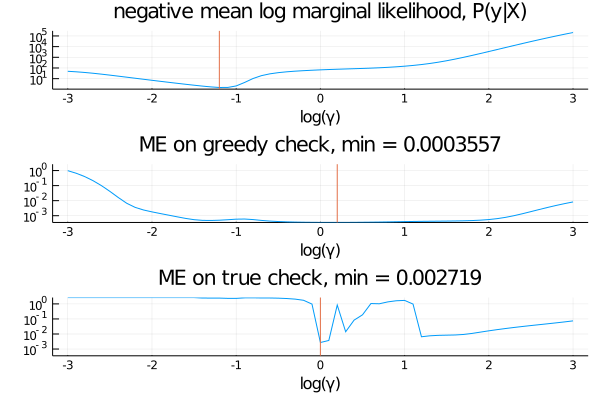 negative mean log marginal likelihood, P(y|X)
10^5
10^4
10^3
10^2
10^1
-3 -2 -1 0 1 2 3
log(γ)
ME on greedy check, min = 0.0003557
10^0
10^-1
10^-2
10^-3
-3 -2 -1 0 1 2 3
log(γ)
ME on true check, min = 0.002719
10^0
10^-1
10^-2
10^-3
-3 -2 -1 0 1 2 3
log(γ)